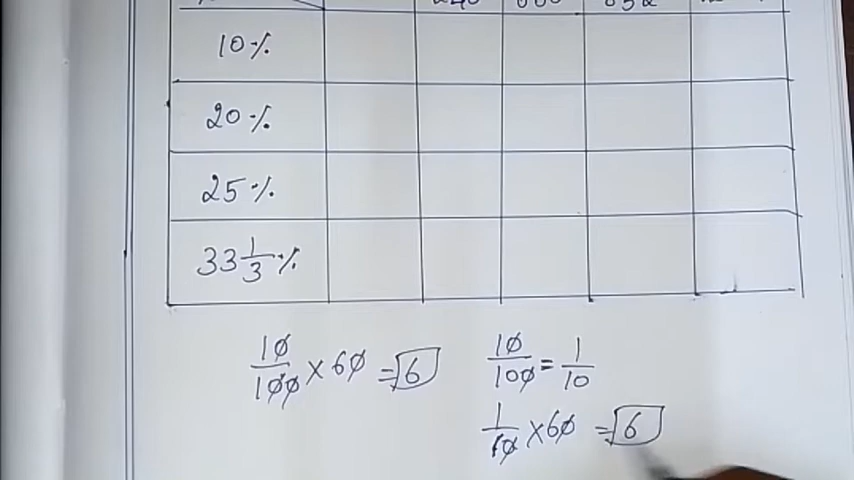 10%
20%
25%
33 1/3 %
10/100 × 60 = 6
10/100 = 1/10
1/10 × 60 = 6